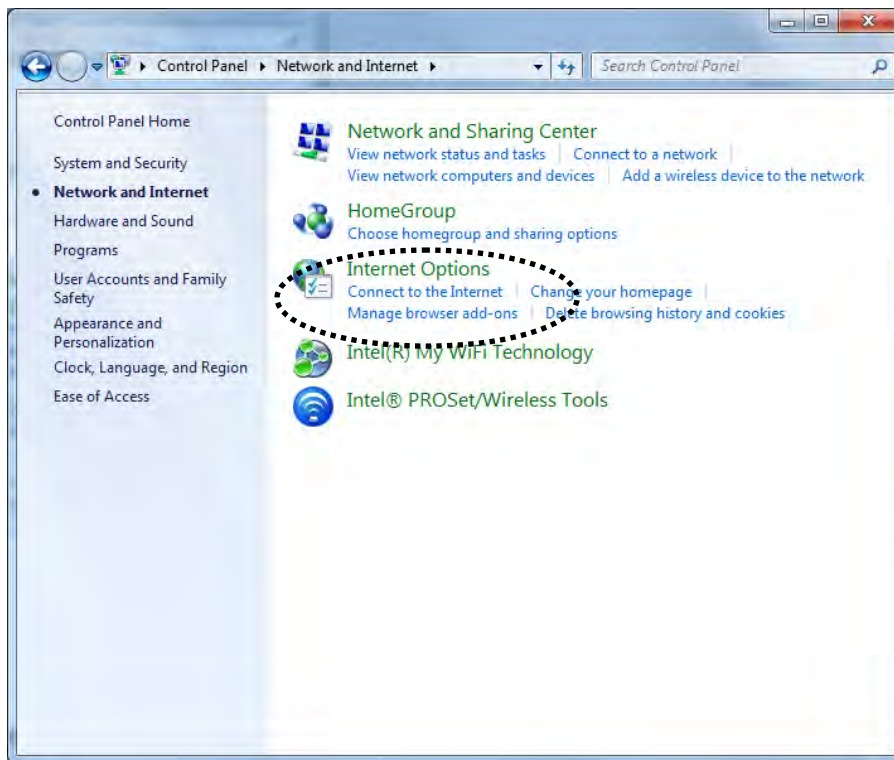 Control Panel ▸ Network and Internet ▸
Search Control Panel
Control Panel Home
System and Security
• Network and Internet
Hardware and Sound
Programs
User Accounts and Family
Safety
Appearance and
Personalization
Clock, Language, and Region
Ease of Access
Network and Sharing Center
View network status and tasks | Connect to a network |
View network computers and devices | Add a wireless device to the network
HomeGroup
Choose homegroup and sharing options
Internet Options
Connect to the Internet | Change your homepage |
Manage browser add-ons | Delete browsing history and cookies
Intel(R) My WiFi Technology
Intel® PROSet/Wireless Tools